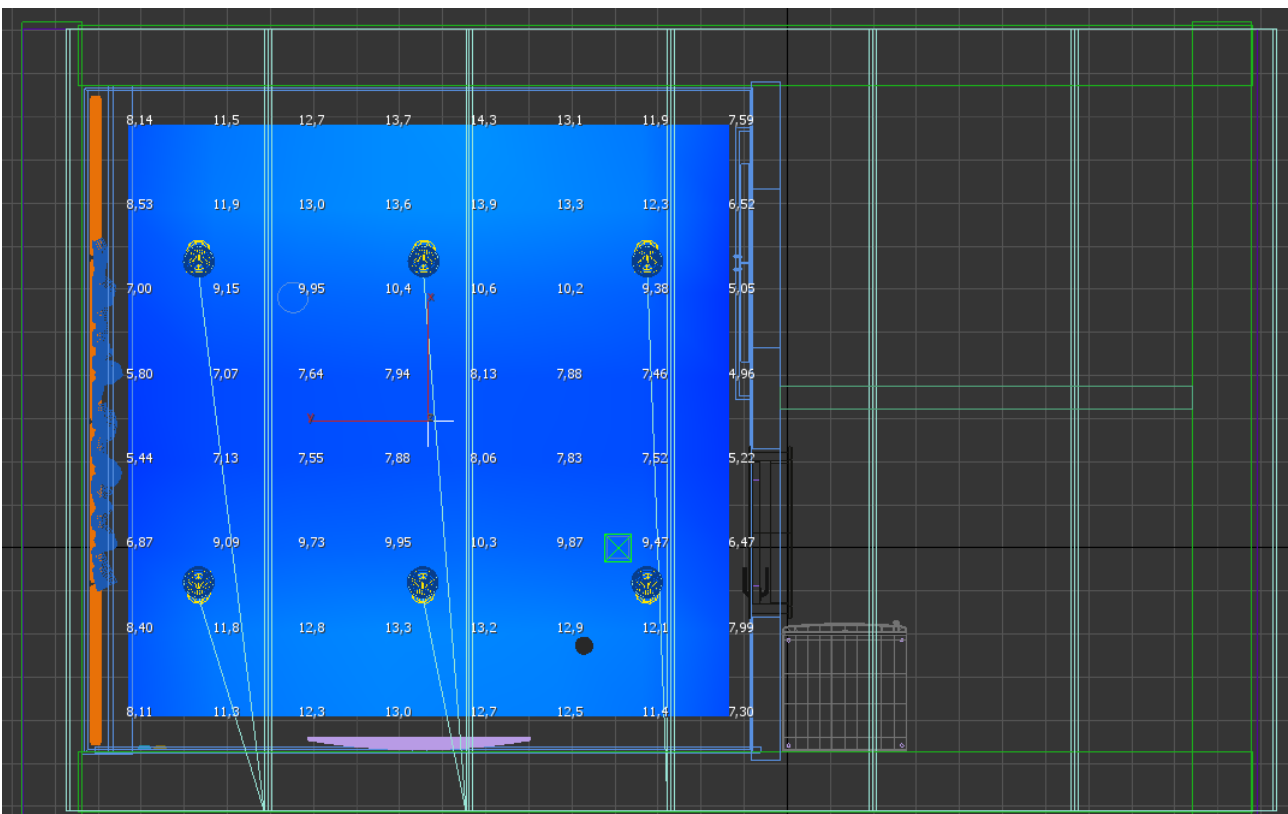 8,14 11,5 12,7 13,7 14,3 13,1 11,9 7,59
8,53 11,9 13,0 13,6 13,9 13,3 12,3 6,52
7,00 9,15 9,95 10,4 10,6 10,2 9,38 5,05
x
5,80 7,07 7,64 7,94 8,13 7,88 7,46 4,96
y z
5,44 7,13 7,55 7,88 8,06 7,83 7,52 5,22
6,87 9,09 9,73 9,95 10,3 9,87 9,47 6,47
8,40 11,8 12,8 13,3 13,2 12,9 12,1 7,99
8,11 11,3 12,3 13,0 12,7 12,5 11,4 7,30